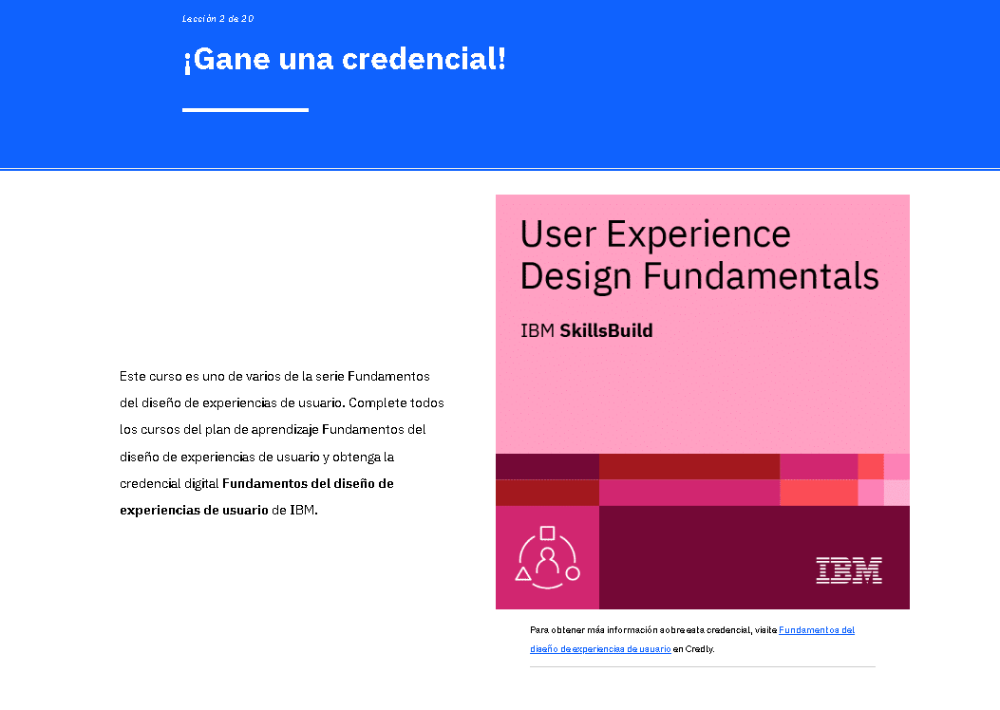 Lección 2 de 20
¡Gane una credencial!
Este curso es uno de varios de la serie Fundamentos
del diseño de experiencias de usuario. Complete todos
los cursos del plan de aprendizaje Fundamentos del
diseño de experiencias de usuario y obtenga la
credencial digital Fundamentos del diseño de
experiencias de usuario de IBM.
User Experience
Design Fundamentals
IBM SkillsBuild
IBM
Para obtener más información sobre esta credencial, visite Fundamentos del
diseño de experiencias de usuario en Credly.